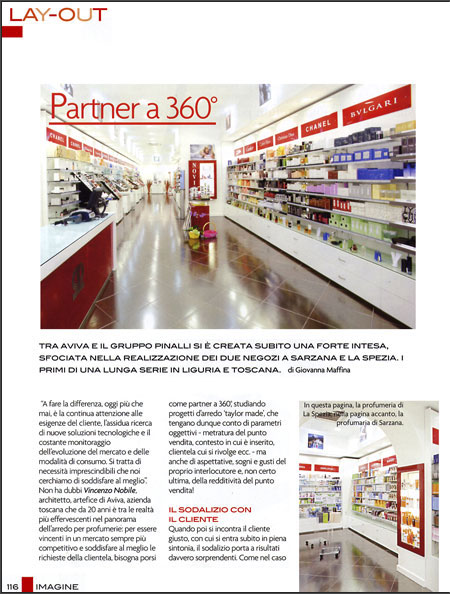 LAY-OUT
Partner a 360°
CHANEL
CHANEL
BVLGARI
NOVI
TRA AVIVA E IL GRUPPO PINALLI SI È CREATA SUBITO UNA FORTE INTESA,
SFOCIATA NELLA REALIZZAZIONE DEI DUE NEGOZI A SARZANA E LA SPEZIA. I
PRIMI DI UNA LUNGA SERIE IN LIGURIA E TOSCANA. di Giovanna Maffina
"A fare la differenza, oggi più che
mai, è la continua attenzione alle
esigenze del cliente, l'assidua ricerca
di nuove soluzioni tecnologiche e il
costante monitoraggio
dell'evoluzione del mercato e delle
modalità di consumo. Si tratta di
necessità imprescindibili che noi
cerchiamo di soddisfare al meglio".
Non ha dubbi Vincenzo Nobile,
architetto, artefice di Aviva, azienda
toscana che da 20 anni è tra le realtà
più effervescenti nel panorama
dell'arredo per profumerie: per essere
vincenti in un mercato sempre più
competitivo e soddisfare al meglio le
richieste della clientela, bisogna porsi
come partner a 360°, studiando
progetti d'arredo 'taylor made', che
tengano dunque conto di parametri
oggettivi - metratura del punto
vendita, contesto in cui è inserito,
clientela cui si rivolge ecc. - ma
anche di aspettative, sogni e gusti del
proprio interlocutore e, non certo
ultima, della redditività del punto
vendita!
IL SODALIZIO CON
IL CLIENTE
Quando poi si incontra il cliente
giusto, con cui si entra subito in piena
sintonia, il sodalizio porta a risultati
davvero sorprendenti. Come nel caso
In questa pagina, la profumeria di
La Spezia; nella pagina accanto, la
profumaria di Sarzana.
116 IMAGINE